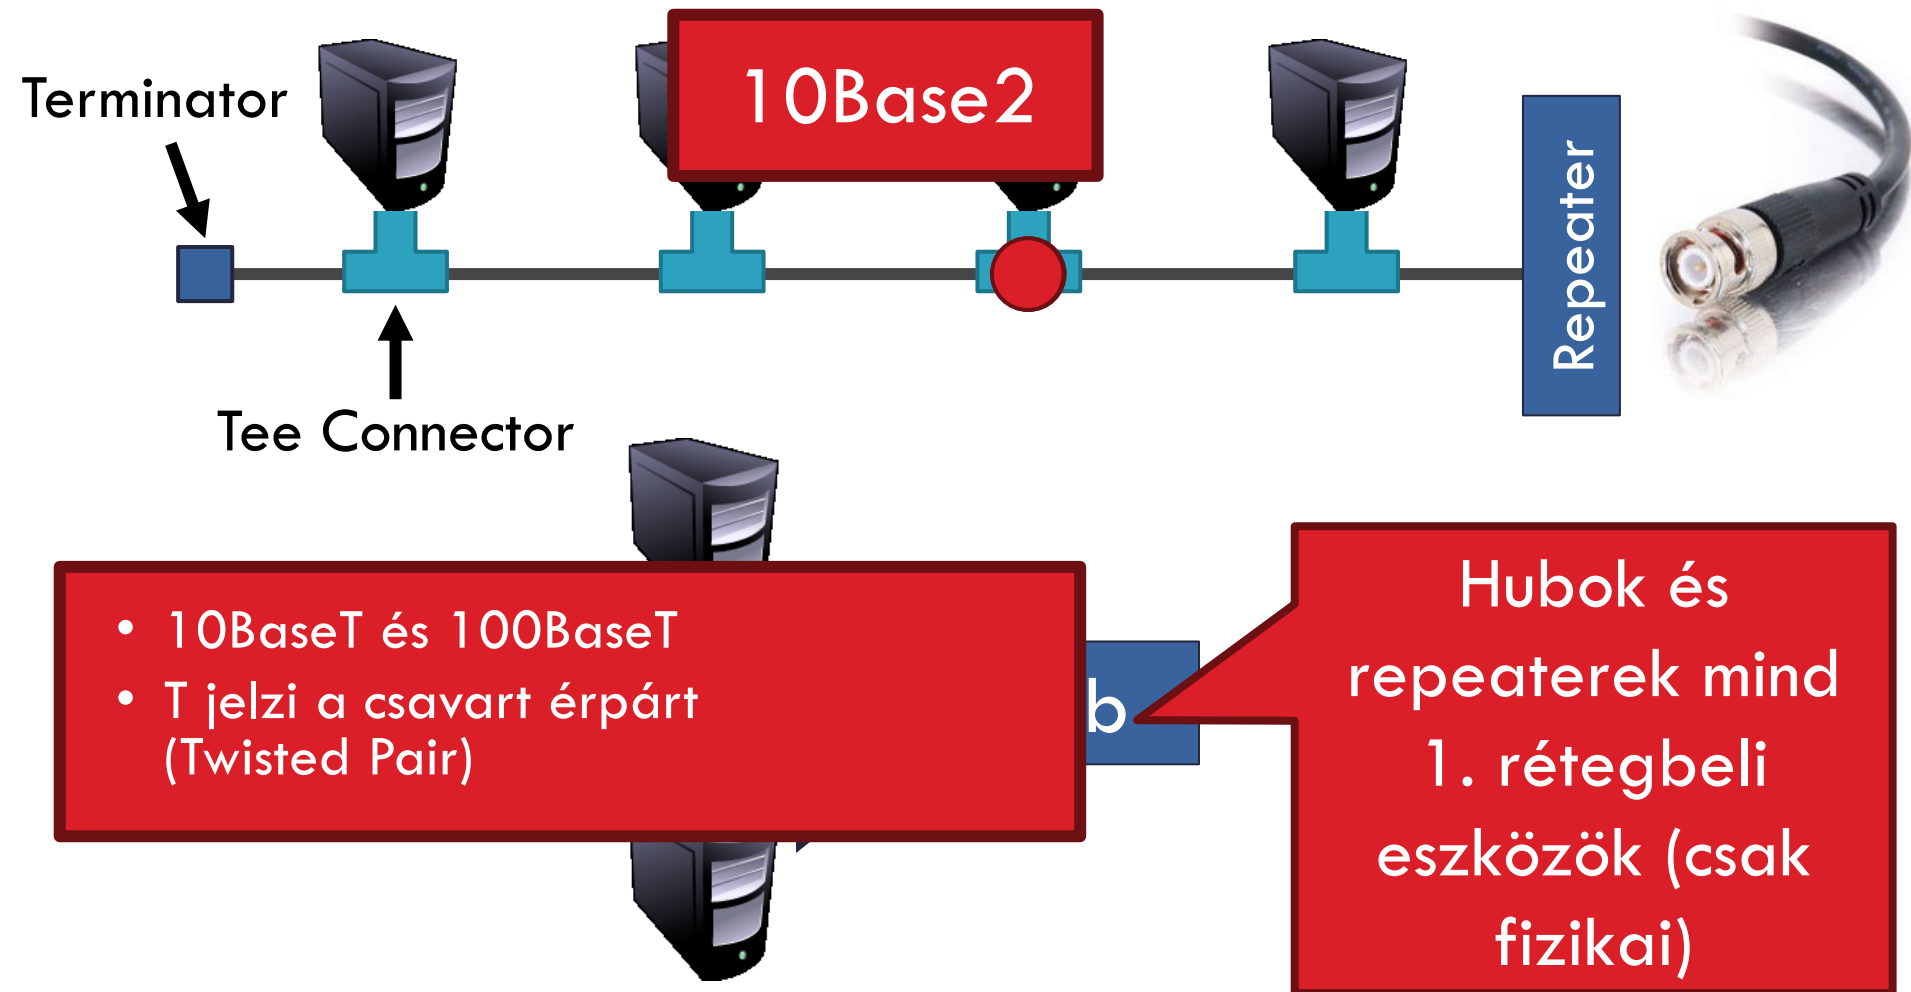 10Base2
Terminator
Repeater
Tee Connector
• 10BaseT és 100BaseT
• T jelzi a csavart érpárt
(Twisted Pair)
b
Hubok és
repeaterek mind
1. rétegbeli
eszközök (csak
fizikai)